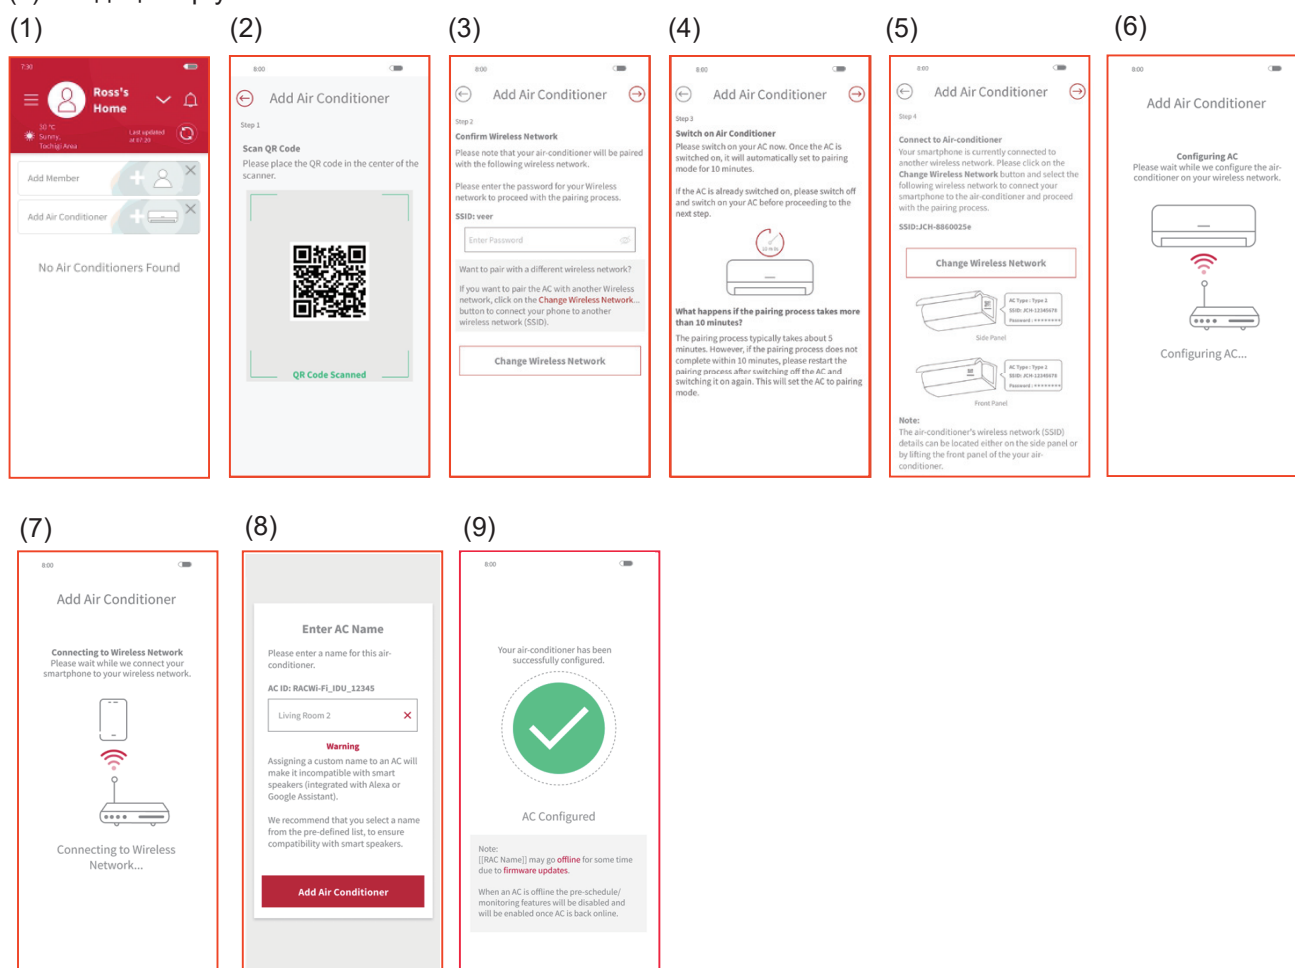 (1)
7:30
Ross's
Home
30 °C
Sunny,
Tochigi Area
Last updated
at 07:20
Add Member
Add Air Conditioner
No Air Conditioners Found
(2)
8:00
Add Air Conditioner
Step 1
Scan QR Code
Please place the QR code in the center of the
scanner.
QR Code Scanned
(3)
8:00
Add Air Conditioner
Step 2
Confirm Wireless Network
Please note that your air-conditioner will be paired
with the following wireless network.
Please enter the password for your Wireless
network to proceed with the pairing process.
SSID: veer
Enter Password
Want to pair with a different wireless network?
If you want to pair the AC with another Wireless
network, click on the Change Wireless Network...
button to connect your phone to another
wireless network (SSID).
Change Wireless Network
(4)
8:00
Add Air Conditioner
Step 3
Switch on Air Conditioner
Please switch on your AC now. Once the AC is
switched on, it will automatically set to pairing
mode for 10 minutes.
If the AC is already switched on, please switch off
and switch on your AC before proceeding to the
next step.
10 MIN
What happens if the pairing process takes more
than 10 minutes?
The pairing process typically takes about 5
minutes. However, if the pairing process does not
complete within 10 minutes, please restart the
pairing process after switching off the AC and
switching it on again. This will set the AC to pairing
mode.
(5)
8:00
Add Air Conditioner
Step 4
Connect to Air-conditioner
Your smartphone is currently connected to
another wireless network. Please click on the
Change Wireless Network button and select the
following wireless network to connect your
smartphone to the air-conditioner and proceed
with the pairing process.
SSID:JCH-8860025e
Change Wireless Network
AC Type : Type 2
SSID: JCH-12345678
Password : ********
Side Panel
AC Type : Type 2
SSID: JCH-12345678
Password : ********
Front Panel
Note:
The air-conditioner's wireless network (SSID)
details can be located either on the side panel or
by lifting the front panel of the your air-
conditioner.
(6)
8:00
Add Air Conditioner
Configuring AC
Please wait while we configure the air-
conditioner on your wireless network.
Configuring AC...
(7)
8:00
Add Air Conditioner
Connecting to Wireless Network
Please wait while we connect your
smartphone to your wireless network.
Connecting to Wireless
Network...
(8)
Enter AC Name
Please enter a name for this air-
conditioner.
AC ID: RACWi-Fi_IDU_12345
Living Room 2
Warning
Assigning a custom name to an AC will
make it incompatible with smart
speakers (integrated with Alexa or
Google Assistant).
We recommend that you select a name
from the pre-defined list, to ensure
compatibility with smart speakers.
Add Air Conditioner
(9)
8:00
Your air-conditioner has been
successfully configured.
AC Configured
Note:
[[RAC Name]] may go offline for some time
due to firmware updates.
When an AC is offline the pre-schedule/
monitoring features will be disabled and
will be enabled once AC is back online.